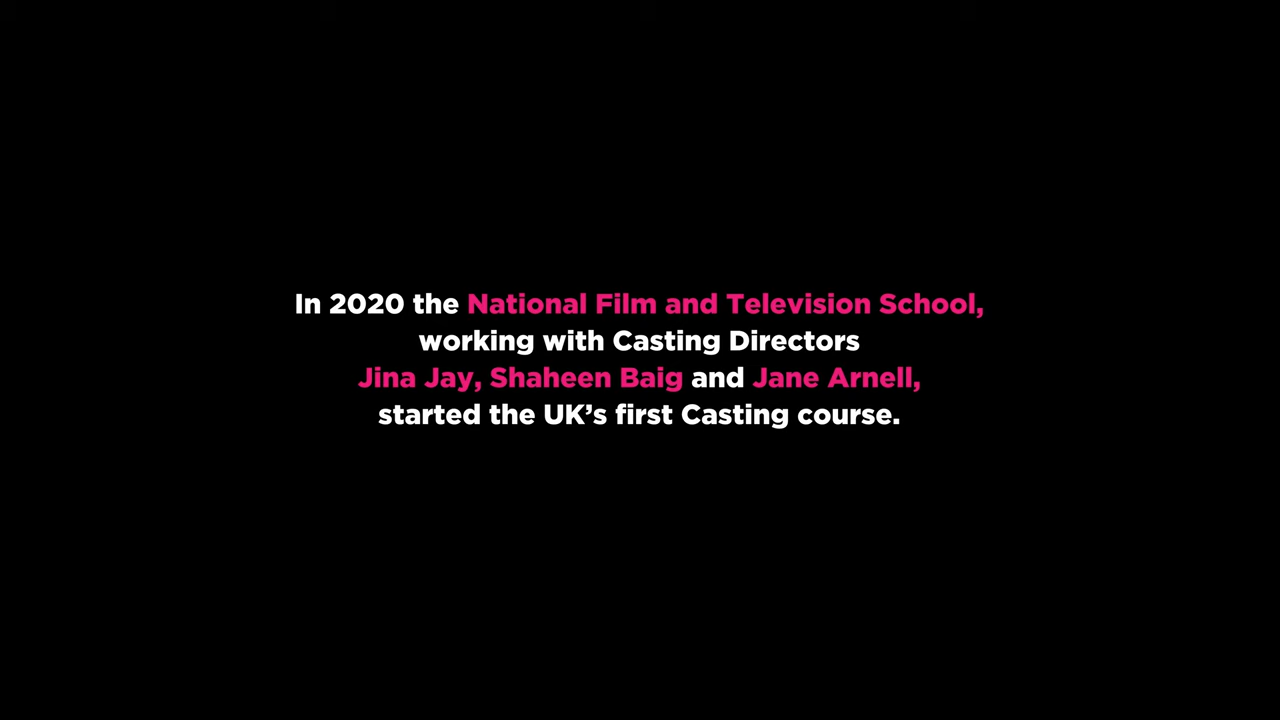 In 2020 the National Film and Television School,
working with Casting Directors
Jina Jay, Shaheen Baig and Jane Arnell,
started the UK’s first Casting course.